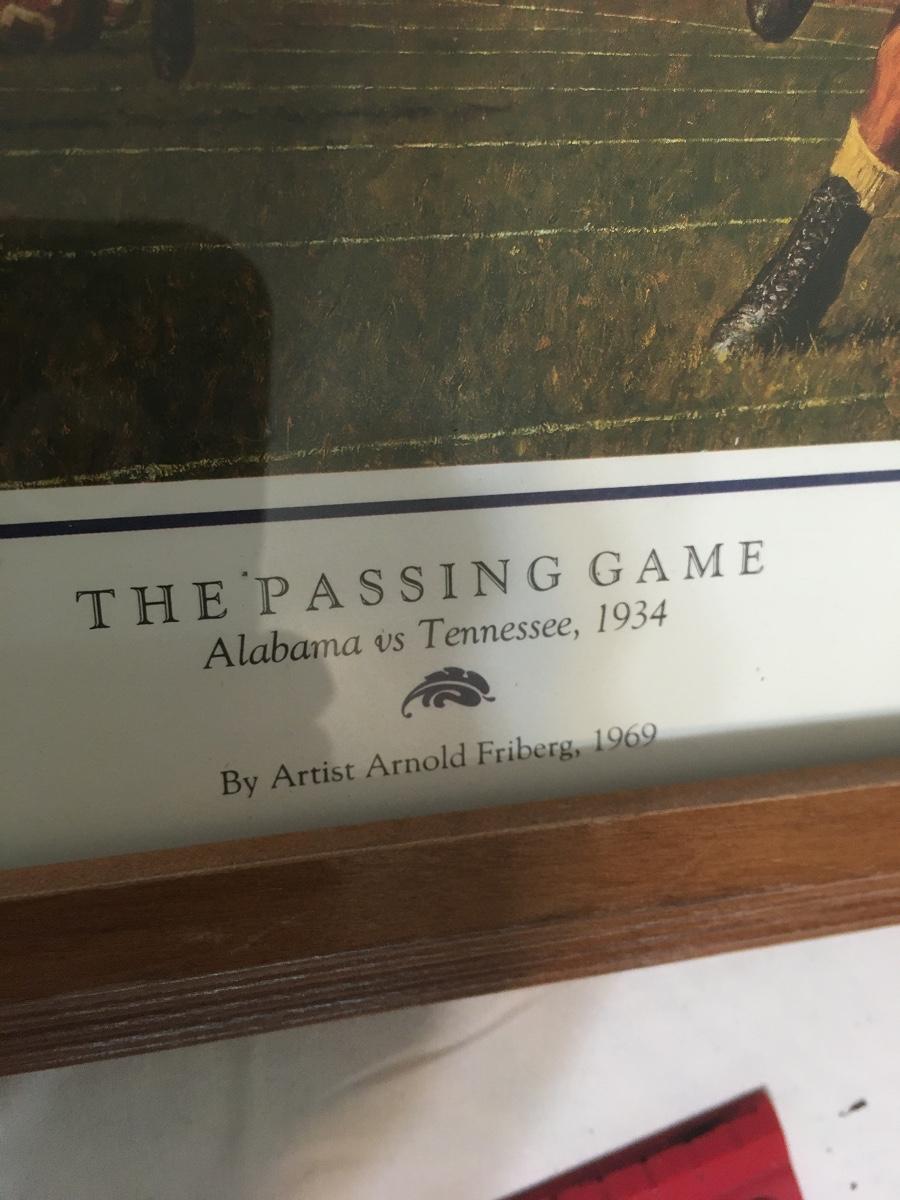 THE PASSING GAME
Alabama vs Tennessee, 1934
By Artist Arnold Friberg, 1969